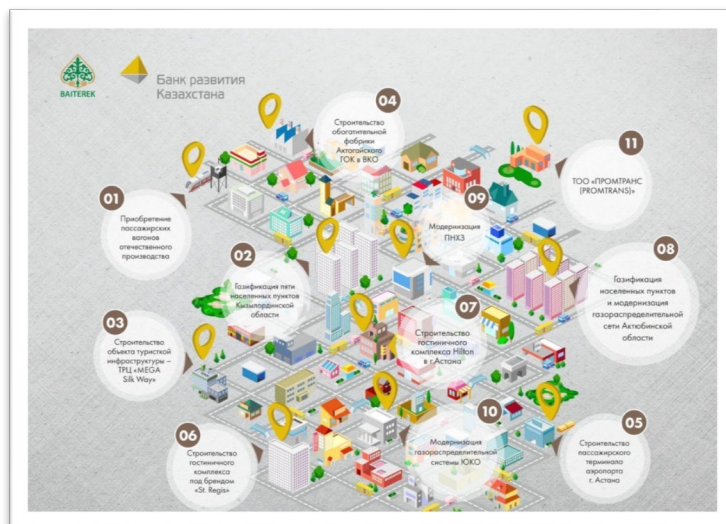 BAITEREK
Банк развития
Казахстана
01
Приобретение
пассажирских
вагонов
отечественного
производства
02
Газификация пяти
населенных пунктов
Кызылординской
области
03
Строительство
объекта туристкой
инфраструктуры –
ТРЦ «MEGA
Silk Way»
04
Строительство
обогатительной
фабрики
Актогайского
ГОК в ВКО
05
Строительство
пассажирского
терминала
аэропорта
г. Астана
06
Строительство
гостиничного
комплекса
под брендом
«St. Regis»
07
Строительство
гостиничного
комплекса Hilton
в г.Астана
08
Газификация
населенных пунктов
и модернизация
газораспределительной
сети Актюбинской
области
09
Модернизация
ПНХЗ
10
Модернизация
газораспределительной
системы ЮКО
11
ТОО «ПРОМТРАНС
(PROMTRANS)»